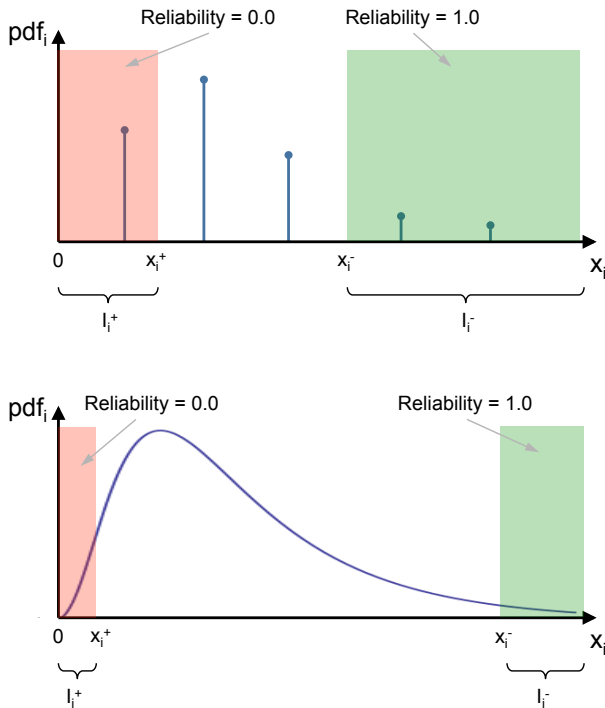 Reliability = 0.0 Reliability = 1.0
pdfᵢ
0 xᵢ⁺ xᵢ⁻ xᵢ
Iᵢ⁺ Iᵢ⁻
Reliability = 0.0 Reliability = 1.0
pdfᵢ
0 xᵢ⁺ xᵢ⁻ xᵢ
Iᵢ⁺ Iᵢ⁻